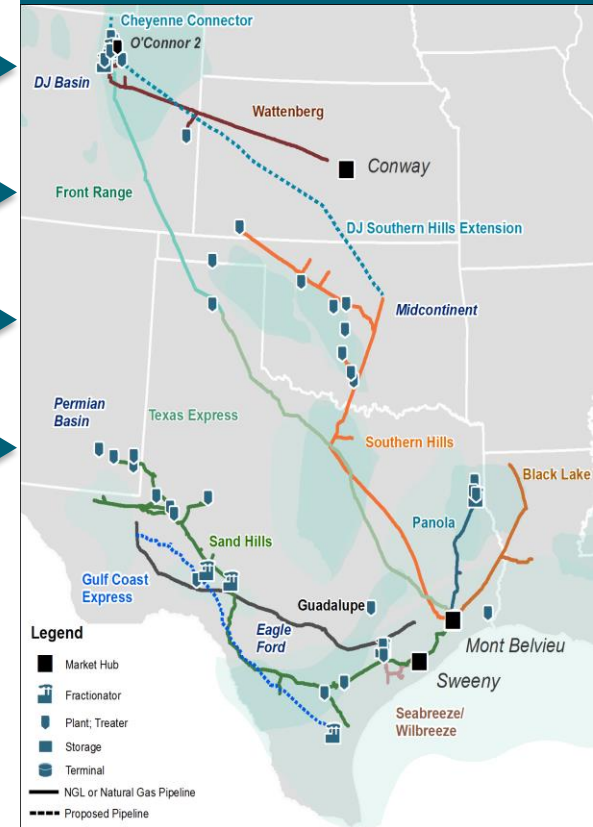 Cheyenne Connector
O'Connor 2
DJ Basin
Wattenberg
Conway
Front Range
DJ Southern Hills Extension
Midcontinent
Permian
Basin
Texas Express
Southern Hills
Black Lake
Panola
Sand Hills
Gulf Coast
Express
Guadalupe
Eagle
Ford
Mont Belvieu
Sweeny
Seabreeze/
Wilbreeze
Legend
Market Hub
Fractionator
Plant; Treater
Storage
Terminal
NGL or Natural Gas Pipeline
Proposed Pipeline